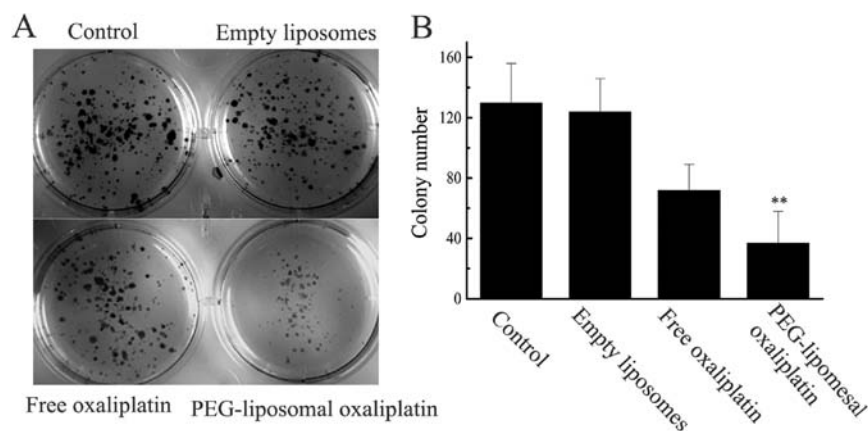 A
Control
Empty liposomes
Free oxaliplatin
PEG-liposomal oxaliplatin
B
Colony number
160
120
80
40
0
**
Control
Empty liposomes
Free oxaliplatin
PEG-lipomesal
oxaliplatin